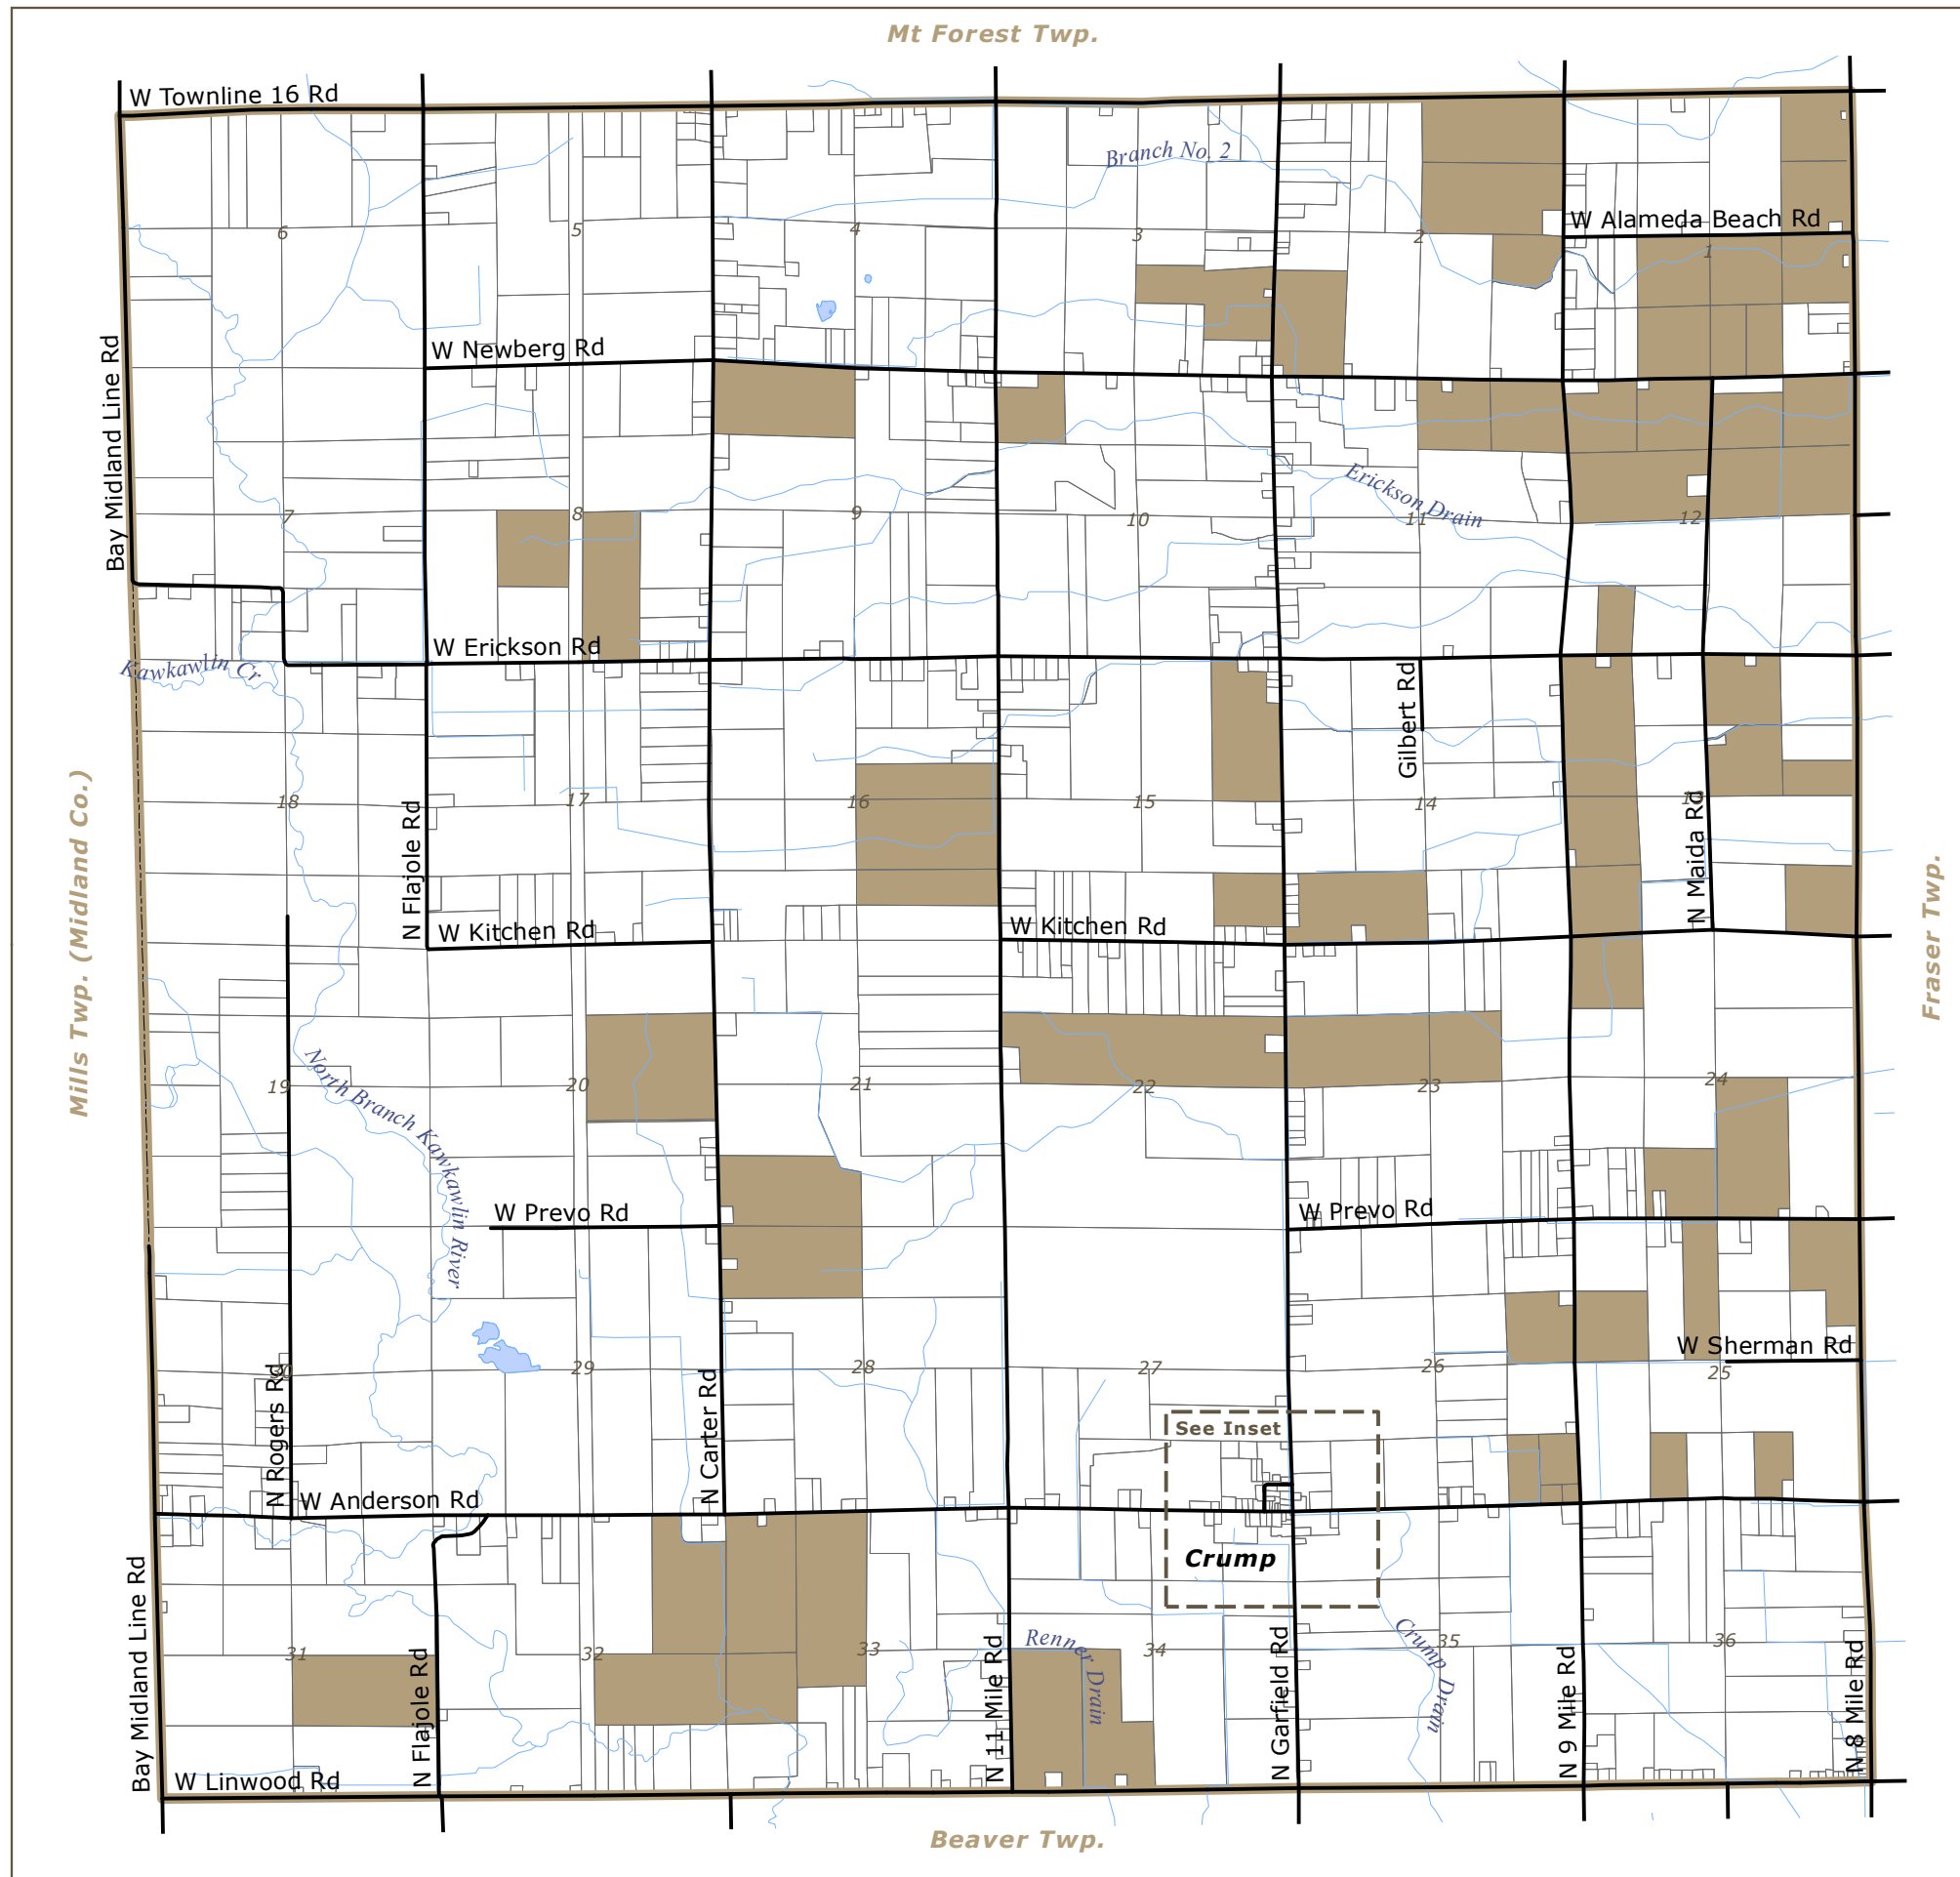 Mt Forest Twp.
W Townline 16 Rd
Branch No. 2
W Alameda Beach Rd
6
5
4
3
2
1
W Newberg Rd
Bay Midland Line Rd
Erickson Drain
7
8
9
10
11
12
W Erickson Rd
Kawkawlin Cr
Gilbert Rd
Mills Twp. (Midland Co.)
18
17
16
15
14
13
N Flajole Rd
N Maida Rd
Fraser Twp.
W Kitchen Rd
W Kitchen Rd
North Branch Kawkawlin River
19
20
21
22
23
24
W Prevo Rd
W Prevo Rd
W Sherman Rd
30
29
28
27
26
25
N Rogers Rd
N Carter Rd
See Inset
W Anderson Rd
Crump
Bay Midland Line Rd
N Flajole Rd
31
32
33
34
35
36
N 11 Mile Rd
Renner Drain
N Garfield Rd
Crump Drain
N 9 Mile Rd
N 8 Mile Rd
W Linwood Rd
Beaver Twp.